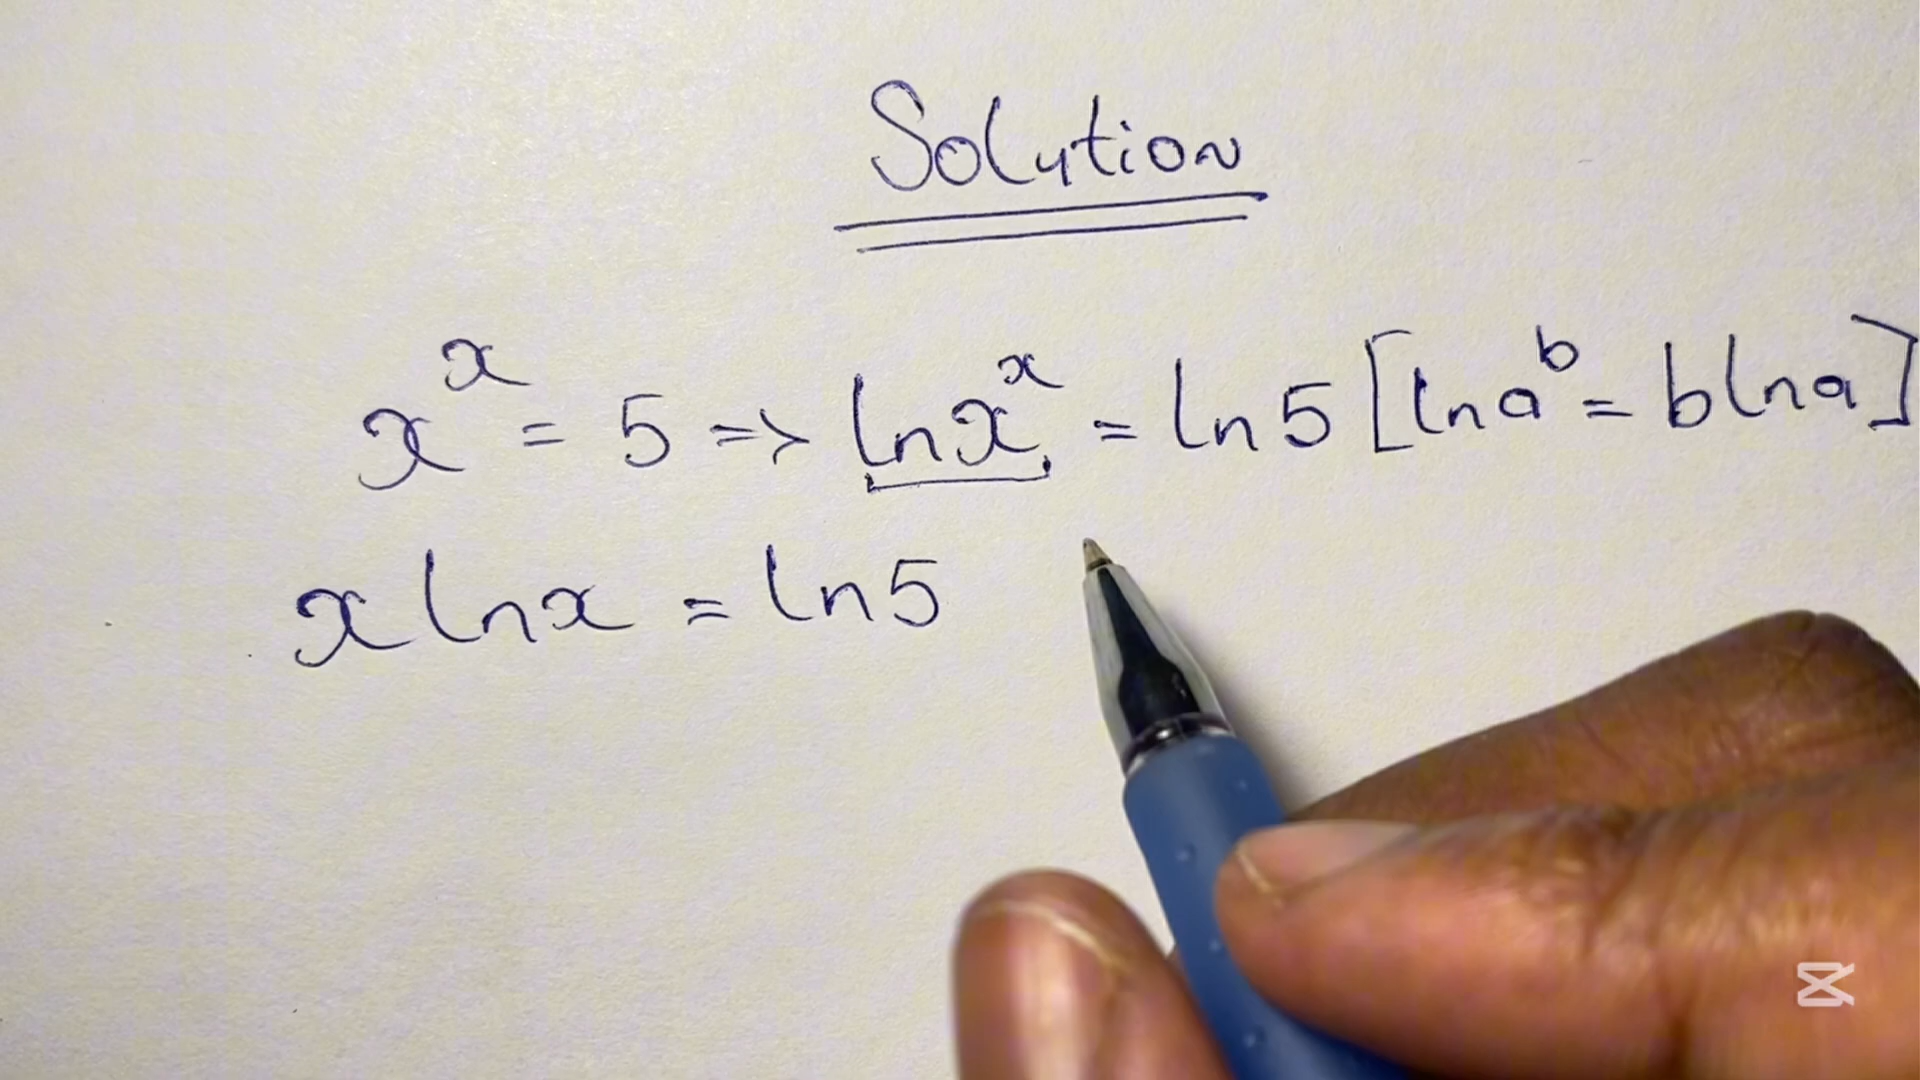 Solution
x^x = 5 => ln x^x = ln 5 [ln a^b = b ln a]
x ln x = ln 5